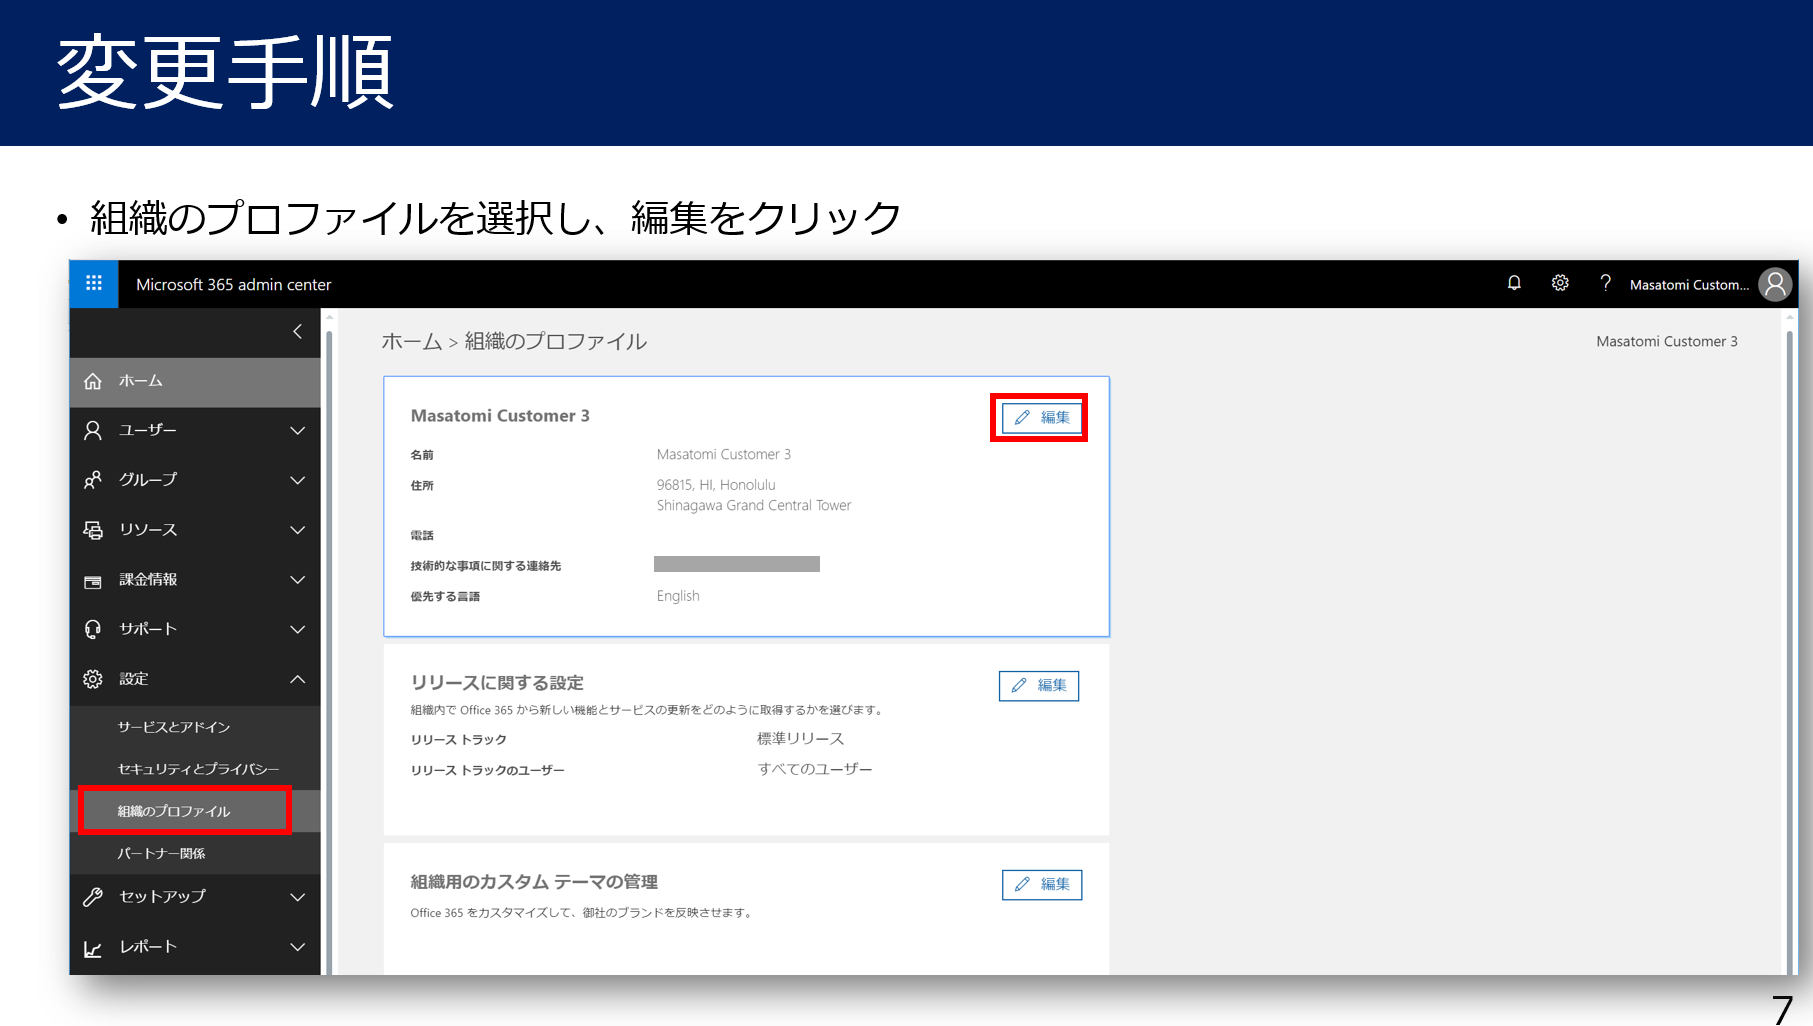 変更手順
• 組織のプロファイルを選択し、編集をクリック
Microsoft 365 admin center
? Masatomi Custom...
ホーム > 組織のプロファイル
Masatomi Customer 3
ホーム
ユーザー
グループ
リソース
課金情報
サポート
設定
サービスとアドイン
セキュリティとプライバシー
組織のプロファイル
パートナー関係
セットアップ
レポート
Masatomi Customer 3
編集
名前 Masatomi Customer 3
住所 96815, HI, Honolulu
Shinagawa Grand Central Tower
電話
技術的な事項に関する連絡先
優先する言語 English
リリースに関する設定
編集
組織内で Office 365 から新しい機能とサービスの更新をどのように取得するかを選びます。
リリース トラック 標準リリース
リリース トラックのユーザー すべてのユーザー
組織用のカスタム テーマの管理
編集
Office 365 をカスタマイズして、御社のブランドを反映させます。
7